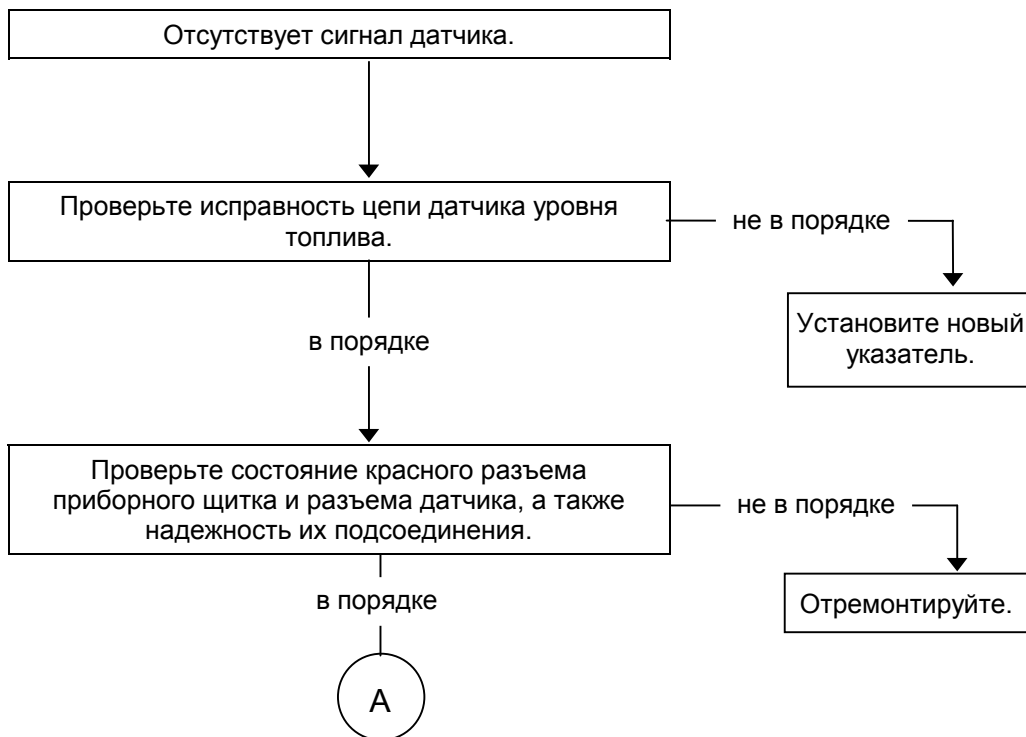 Отсутствует сигнал датчика.
Проверьте исправность цепи датчика уровня
топлива.
не в порядке
Установите новый
указатель.
в порядке
Проверьте состояние красного разъема
приборного щитка и разъема датчика, а также
надежность их подсоединения.
не в порядке
Отремонтируйте.
в порядке
А